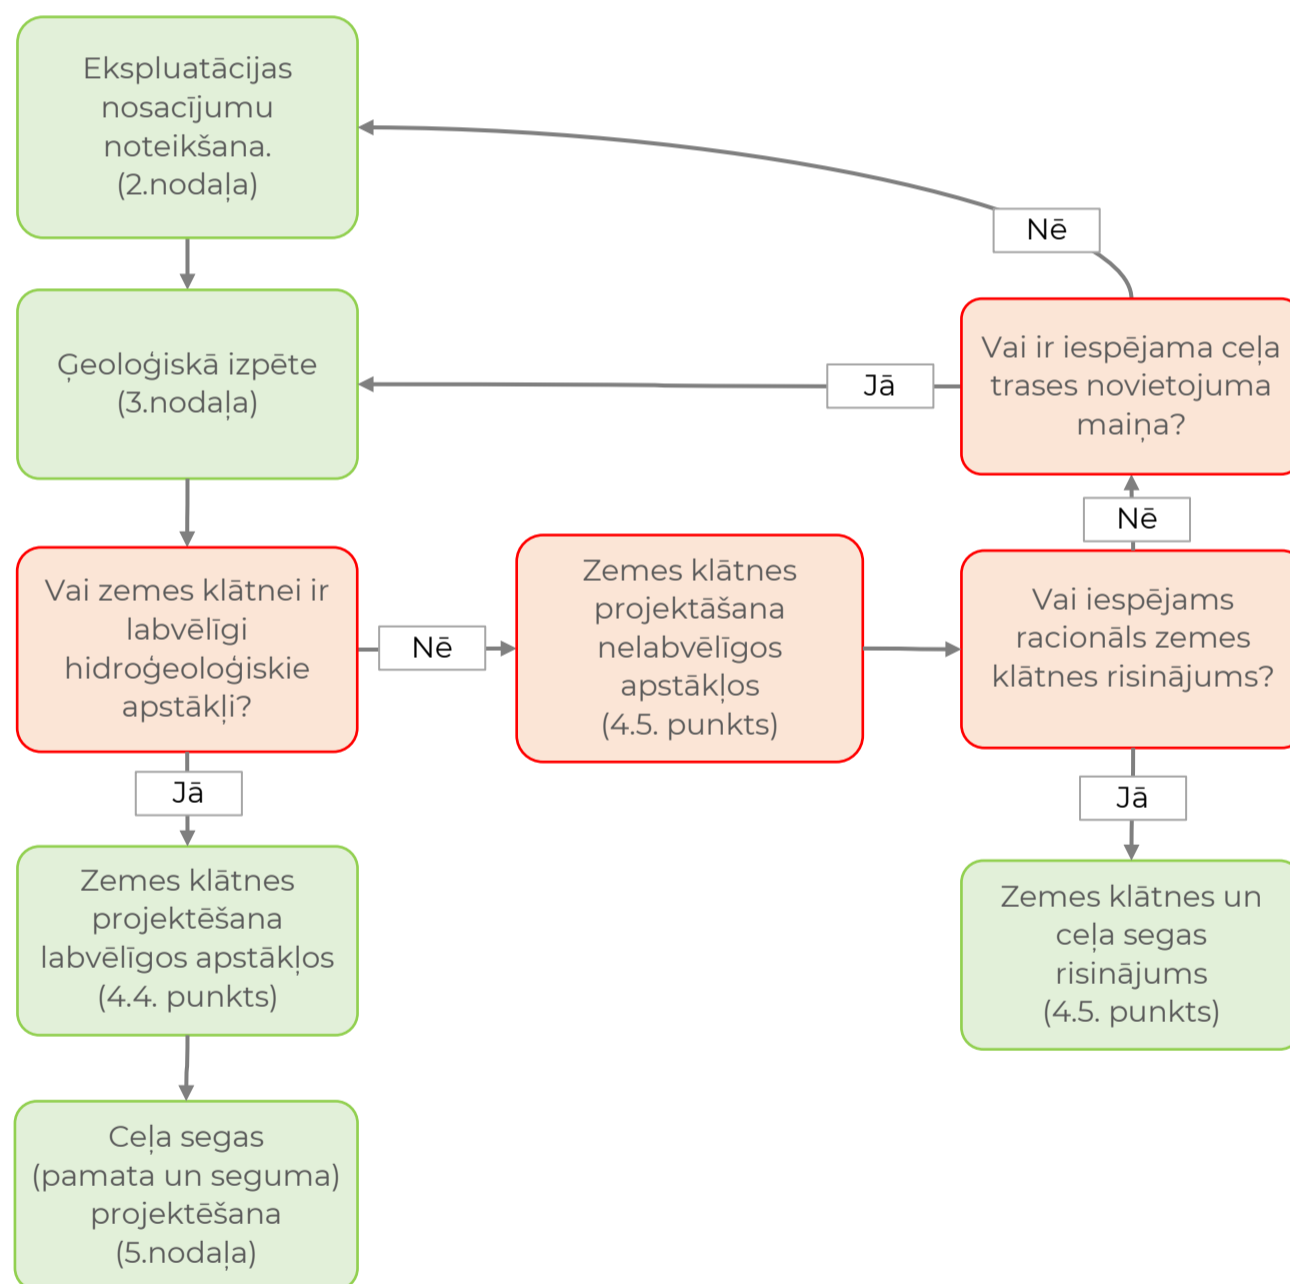 Ekspluatācijas
nosacījumu
noteikšana.
(2.nodaļa)
Nē
Ģeoloģiskā izpēte
(3.nodaļa)
Jā
Vai ir iespējama ceļa
trases novietojuma
maiņa?
Nē
Vai zemes klātnei ir
labvēlīgi
hidroģeoloģiskie
apstākļi?
Nē
Zemes klātnes
projektāšana
nelabvēlīgos
apstākļos
(4.5. punkts)
Vai iespējams
racionāls zemes
klātnes risinājums?
Jā
Jā
Zemes klātnes
projektēšana
labvēlīgos apstākļos
(4.4. punkts)
Zemes klātnes un
ceļa segas
risinājums
(4.5. punkts)
Ceļa segas
(pamata un seguma)
projektēšana
(5.nodaļa)